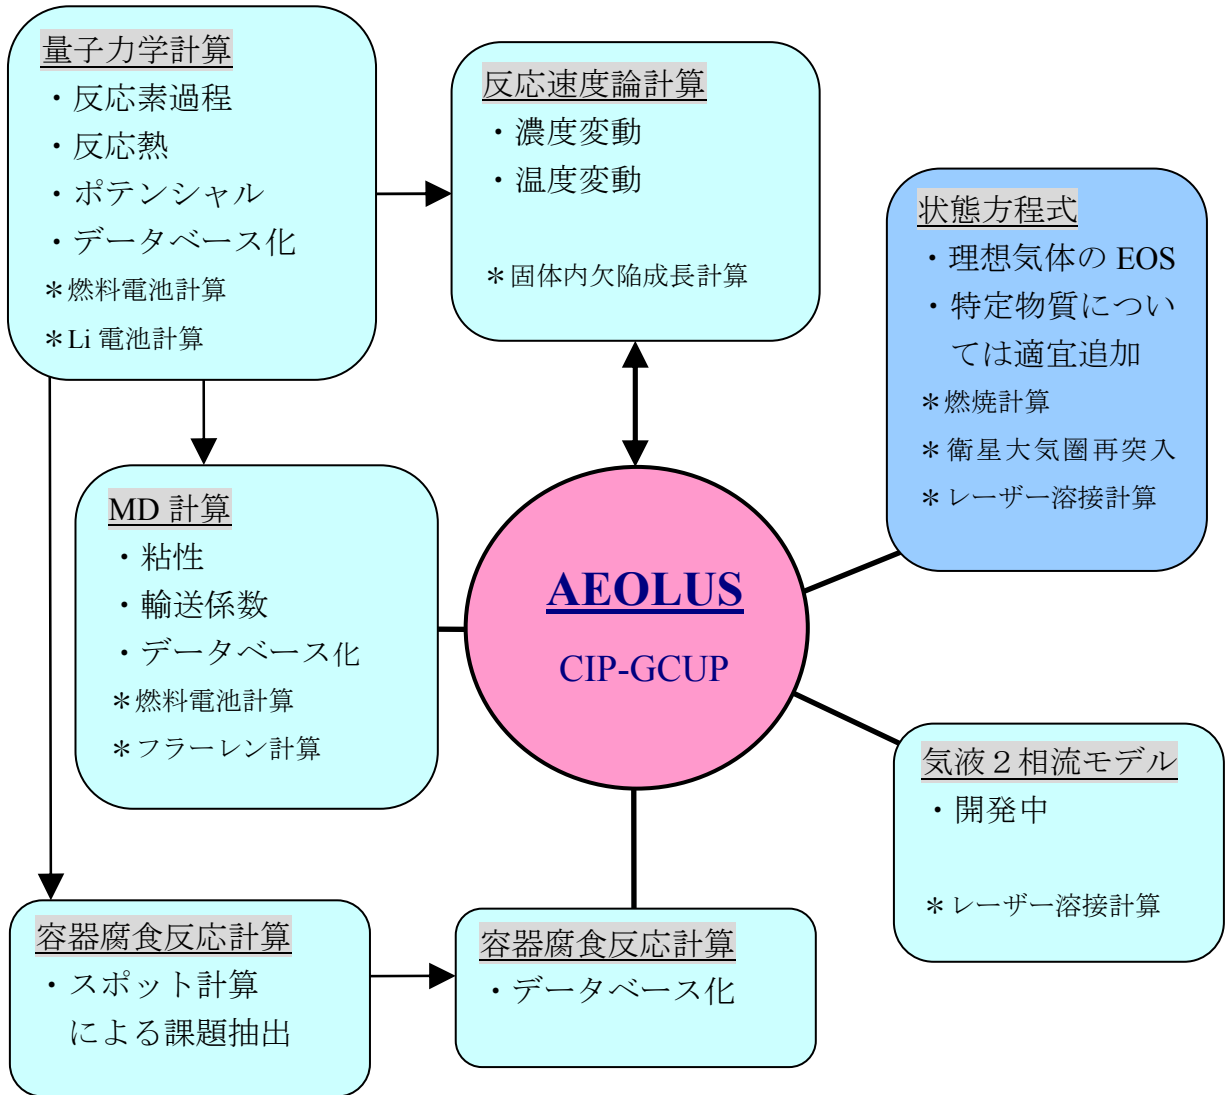 量子力学計算
・反応素過程
・反応熱
・ポテンシャル
・データベース化
＊燃料電池計算
＊Li 電池計算
反応速度論計算
・濃度変動
・温度変動
＊固体内欠陥成長計算
状態方程式
・理想気体の EOS
・特定物質につい
ては適宜追加
＊燃焼計算
＊衛星大気圏再突入
＊レーザー溶接計算
MD 計算
・粘性
・輸送係数
・データベース化
＊燃料電池計算
＊フラーレン計算
AEOLUS
CIP-GCUP
気液２相流モデル
・開発中
＊レーザー溶接計算
容器腐食反応計算
・スポット計算
による課題抽出
容器腐食反応計算
・データベース化